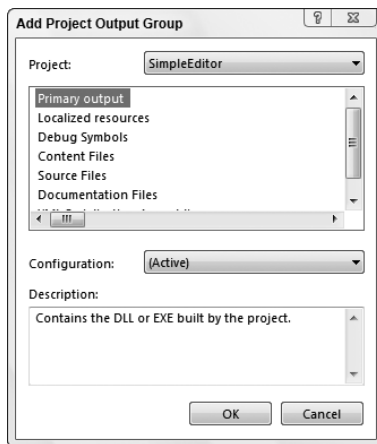 Add Project Output Group
Project: SimpleEditor
Primary output
Localized resources
Debug Symbols
Content Files
Source Files
Documentation Files
Configuration: (Active)
Description:
Contains the DLL or EXE built by the project.
OK Cancel